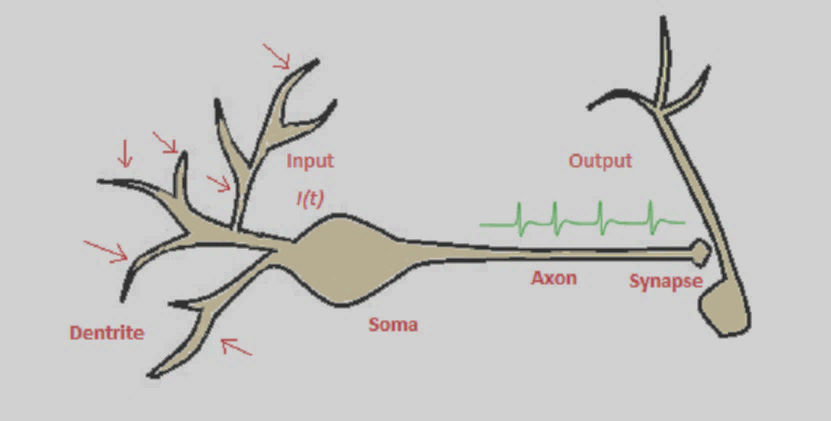 Input
I(t)
Output
Axon
Synapse
Soma
Dentrite